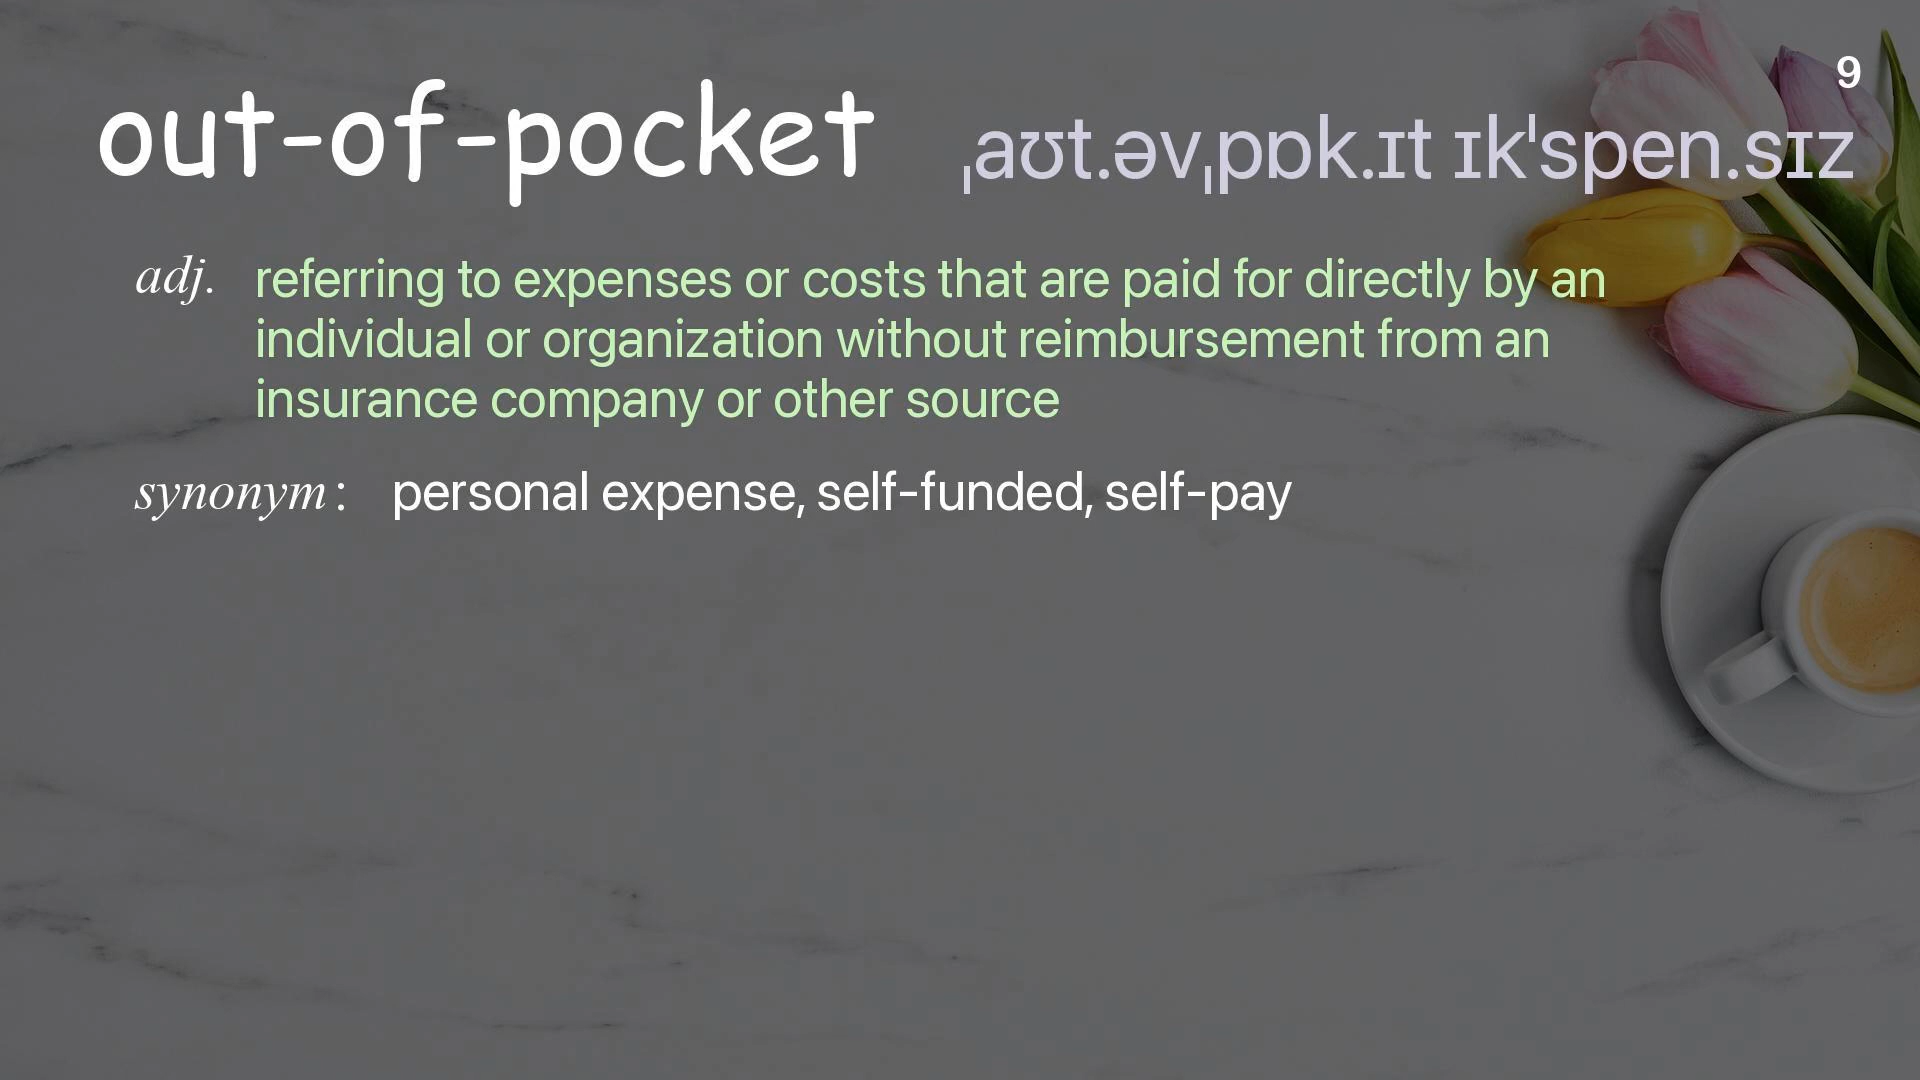 9
out-of-pocket ˌaʊt.əvˌpɒk.ɪt ɪkˈspen.sɪz
adj. referring to expenses or costs that are paid for directly by an
individual or organization without reimbursement from an
insurance company or other source
synonym : personal expense, self-funded, self-pay